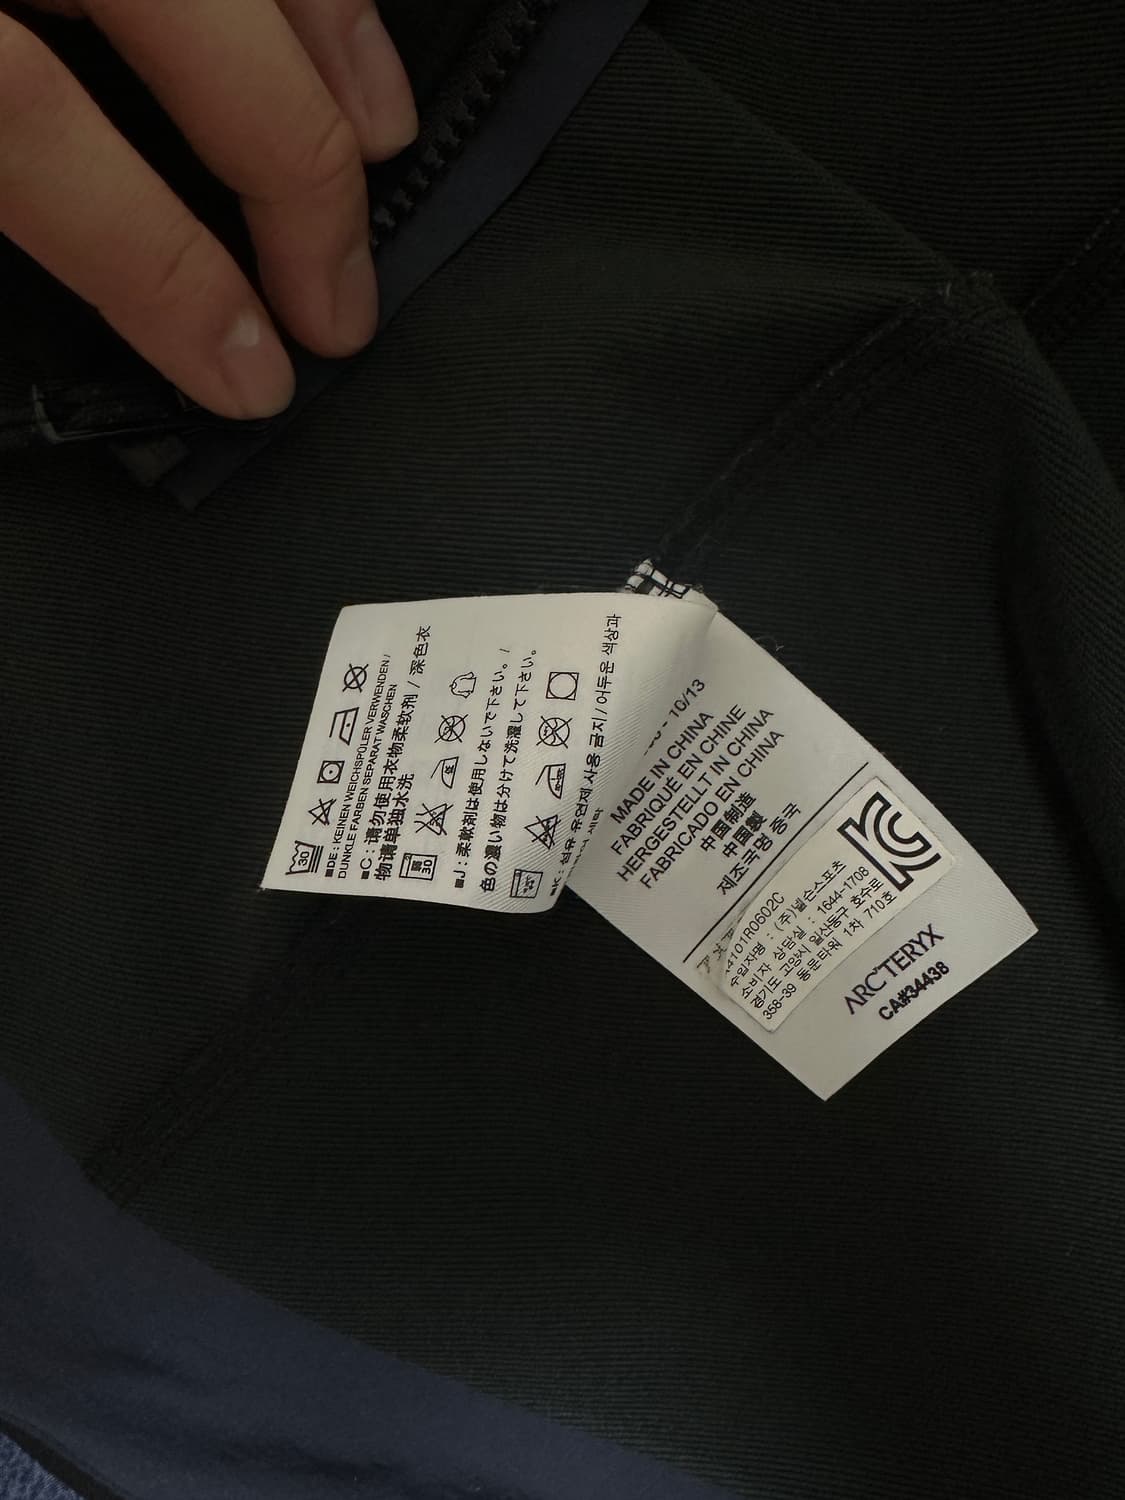 30
■DE: KEINEN WEICHSPÜLER VERWENDEN /
DUNKLE FARBEN SEPARAT WASCHEN
■C: 请勿使用衣物柔软剂 / 深色衣
物请单独水洗
30
■J: 柔軟剤は使用しないで下さい。/
色の濃い物は分けて洗濯して下さい。
섬유 유연제 사용 금지/ 어두운 색상과
10/13
MADE IN CHINA
FABRIQUÉ EN CHINE
HERGESTELLT IN CHINA
FABRICADO EN CHINA
中国制造
中國製
제조국명 중국
4101R0602C
수입자명 : (주)넬슨스포츠
소비자 상담실 : 1644-1708
경기도 고양시 일산동구 호수로
358-39 동문타워 1차 710호
ARC'TERYX
CA#34438